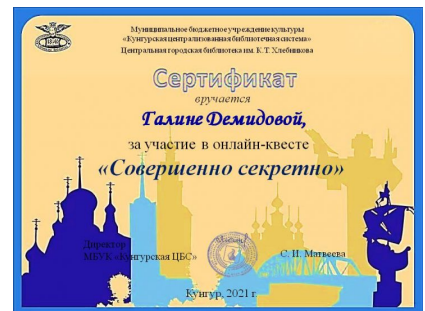 Муниципальное бюджетное учреждение культуры
«Кунгурская централизованная библиотечная система»
Центральная городская библиотека им. К.Т. Хлебникова
Сертификат
вручается
Галине Демидовой,
за участие в онлайн-квесте
«Совершенно секретно»
Директор
МБУК «Кунгурская ЦБС»
С. И. Матвеева
Кунгур, 2021 г.